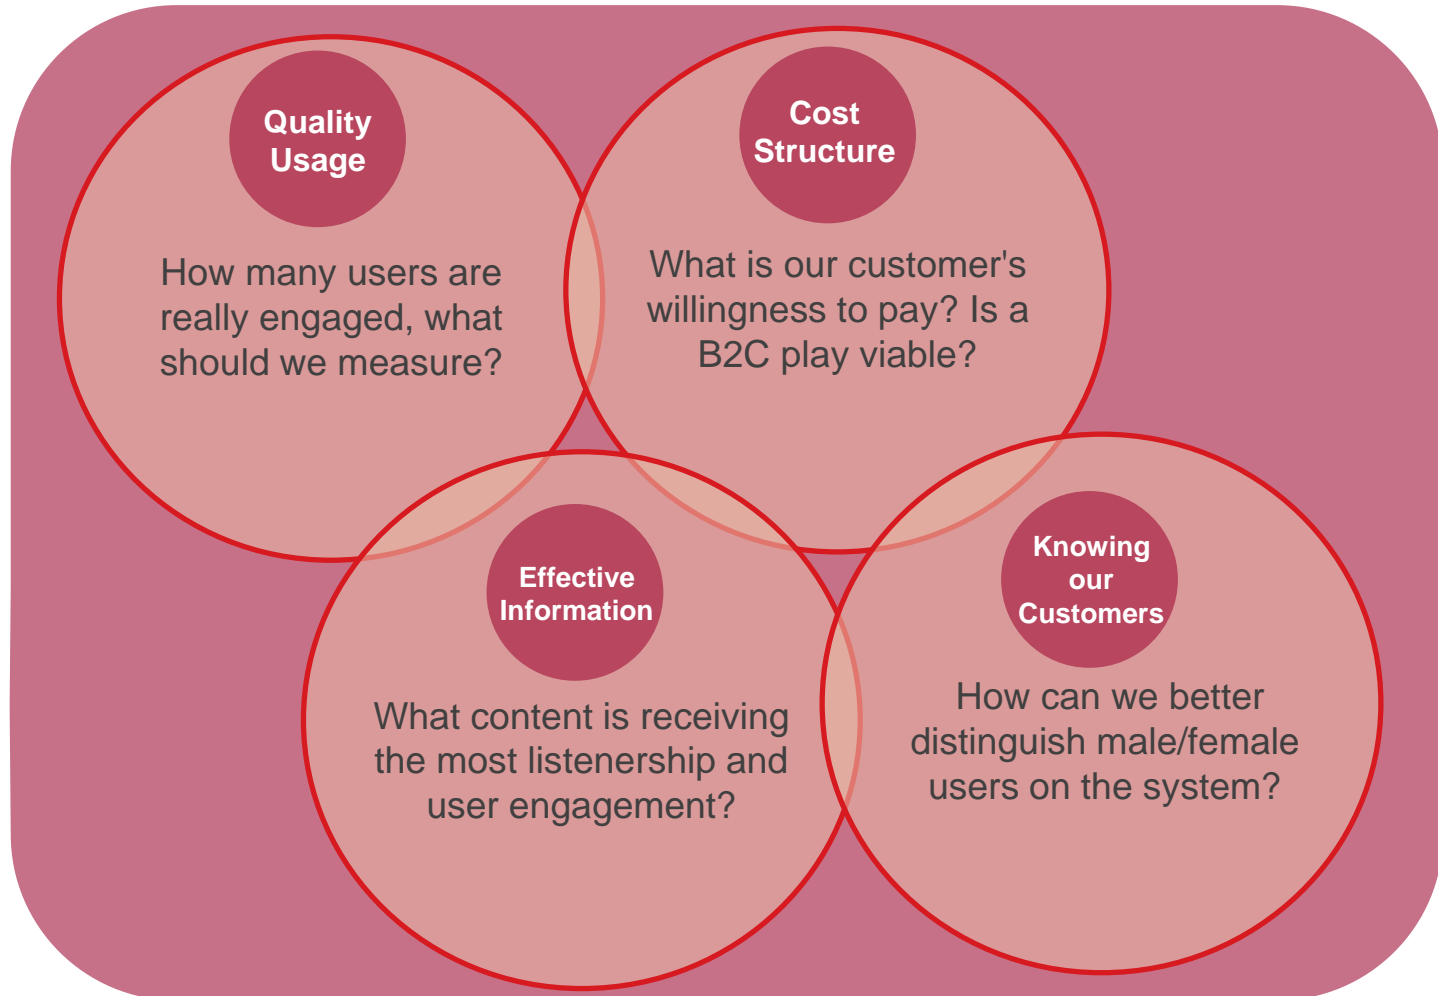 Quality
Usage
How many users are
really engaged, what
should we measure?
Cost
Structure
What is our customer's
willingness to pay? Is a
B2C play viable?
Effective
Information
What content is receiving
the most listenership and
user engagement?
Knowing
our
Customers
How can we better
distinguish male/female
users on the system?